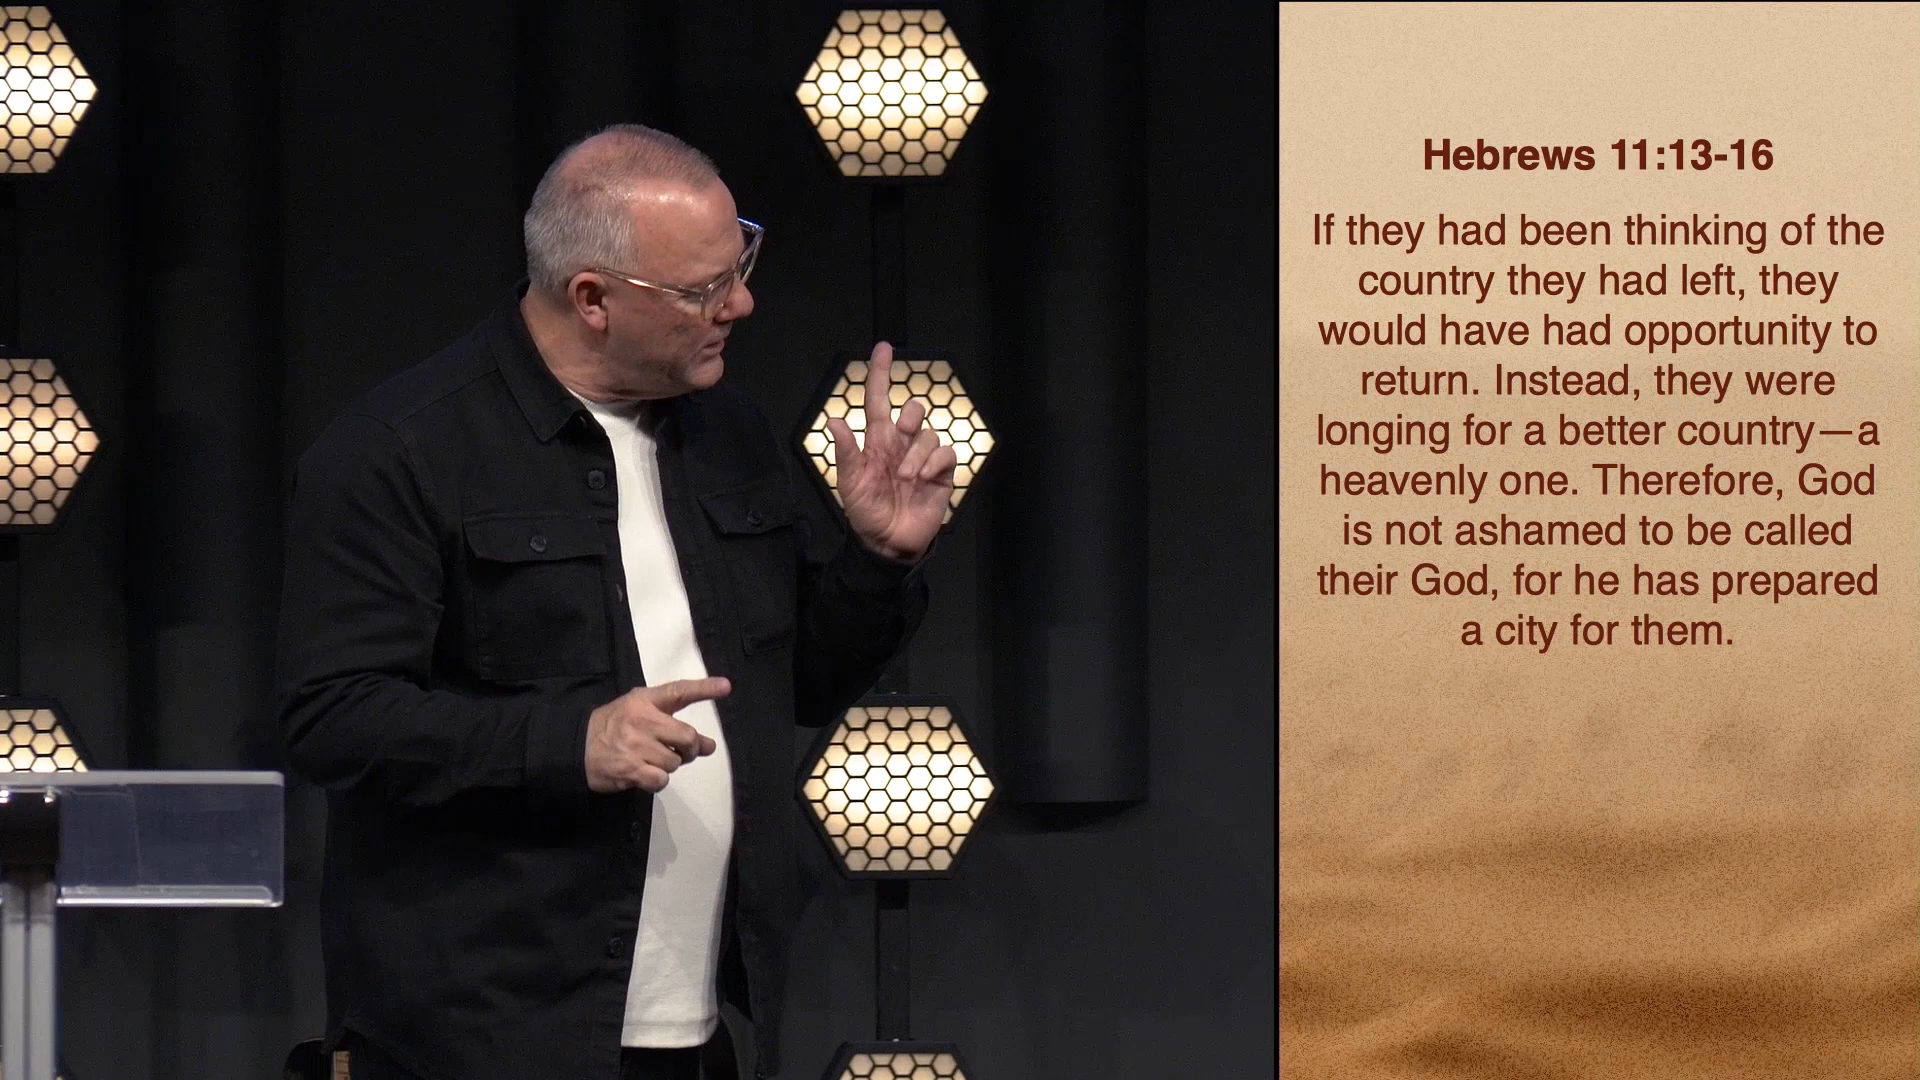 Hebrews 11:13-16
If they had been thinking of the
country they had left, they
would have had opportunity to
return. Instead, they were
longing for a better country—a
heavenly one. Therefore, God
is not ashamed to be called
their God, for he has prepared
a city for them.